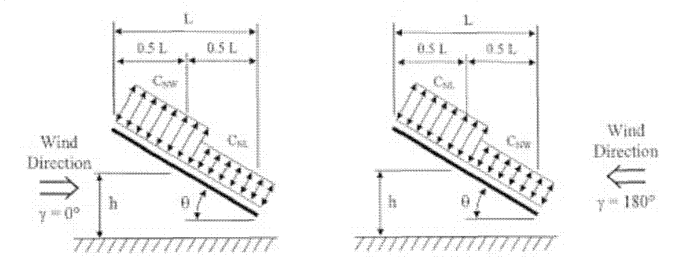 L
0.5 L 0.5 L
C_NW
C_NL
Wind
Direction
γ = 0°
h
θ
L
0.5 L 0.5 L
C_NL
C_NW
Wind
Direction
γ = 180°
h
θ